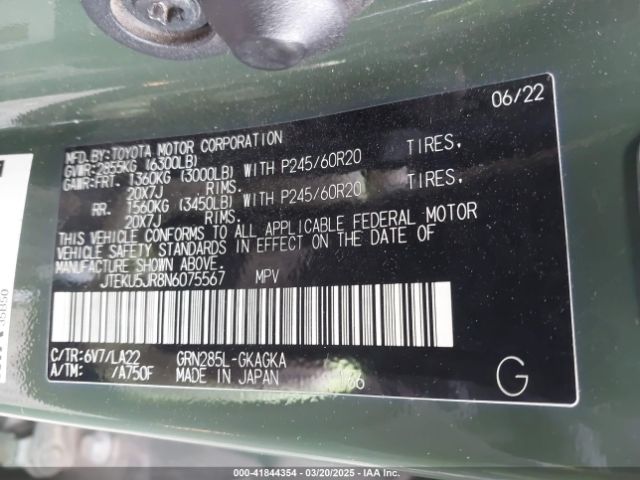 06/22
MFD.BY:TOYOTA MOTOR CORPORATION
GVWR:2855KG (6300LB)
GAWR:FRT. 1360KG (3000LB) WITH P245/60R20 TIRES,
20X7J RIMS.
RR. 1560KG (3450LB) WITH P245/60R20 TIRES,
20X7J RIMS.
THIS VEHICLE CONFORMS TO ALL APPLICABLE FEDERAL MOTOR
VEHICLE SAFETY STANDARDS IN EFFECT ON THE DATE OF
MANUFACTURE SHOWN ABOVE.
JTEKU5JR8N6075567 MPV
C/TR:6V7/LA22 GRN285L-GKAGKA
A/TM: /A750F MADE IN JAPAN
G
000-41844354 | 03/20/2025 | IAA Inc.